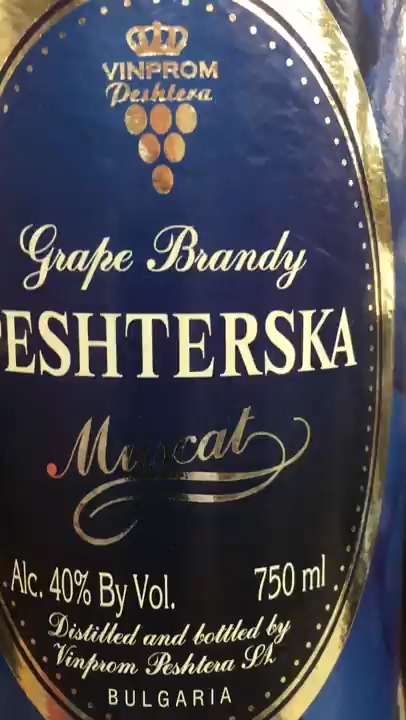 VINPROM
Peshtera
Grape Brandy
PESHTERSKA
Muscat
Alc. 40% By Vol.
750 ml
Distilled and bottled by
Vinprom Peshtera SA
BULGARIA